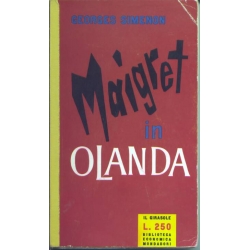 GEORGES SIMENON
Maigret
in
OLANDA
IL GIRASOLE
L. 250
BIBLIOTECA
ECONOMICA
MONDADORI